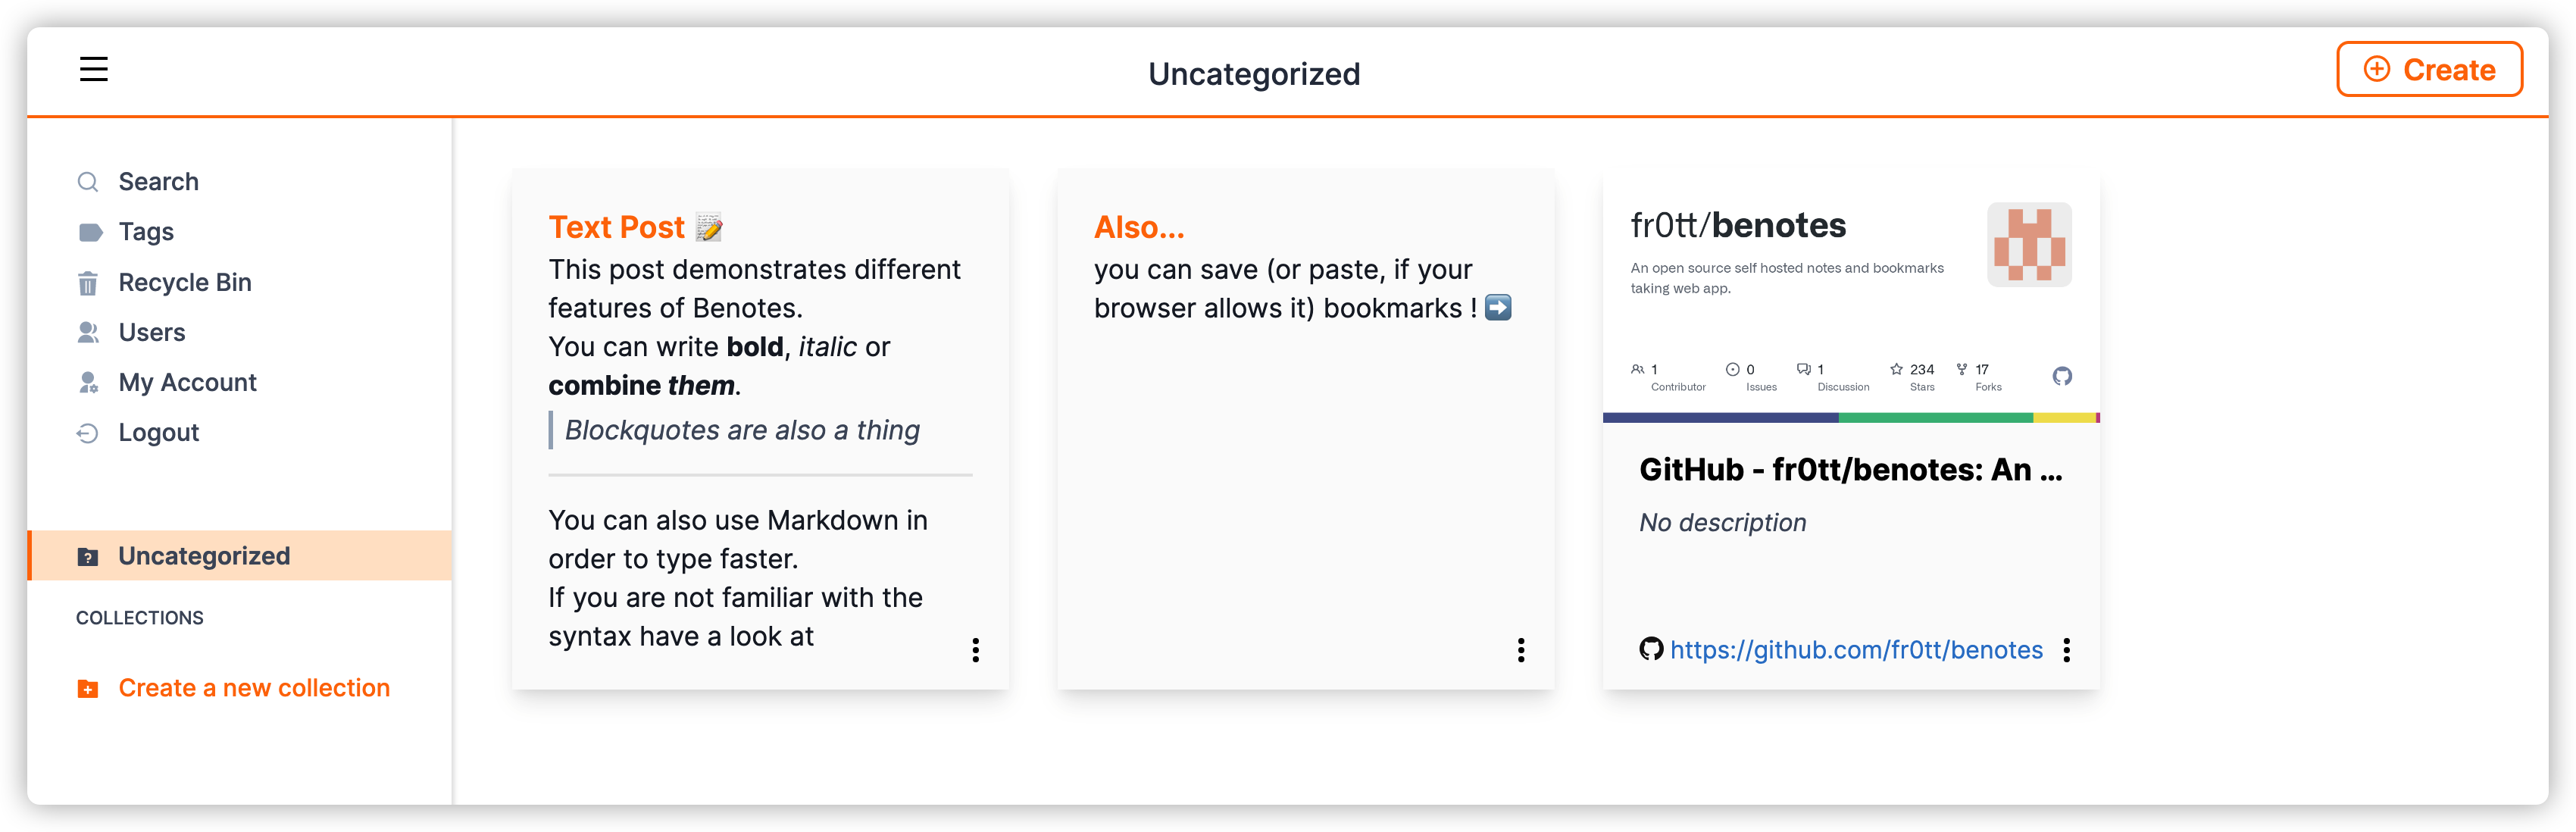 Uncategorized
Create
Search
Tags
Recycle Bin
Users
My Account
Logout
Uncategorized
COLLECTIONS
Create a new collection
Text Post 📝
This post demonstrates different
features of Benotes.
You can write bold, italic or
combine them.
Blockquotes are also a thing
You can also use Markdown in
order to type faster.
If you are not familiar with the
syntax have a look at
Also...
you can save (or paste, if your
browser allows it) bookmarks ! ➡️
fr0tt/benotes
An open source self hosted notes and bookmarks
taking web app.
1 Contributor
0 Issues
1 Discussion
234 Stars
17 Forks
GitHub - fr0tt/benotes: An ...
No description
https://github.com/fr0tt/benotes